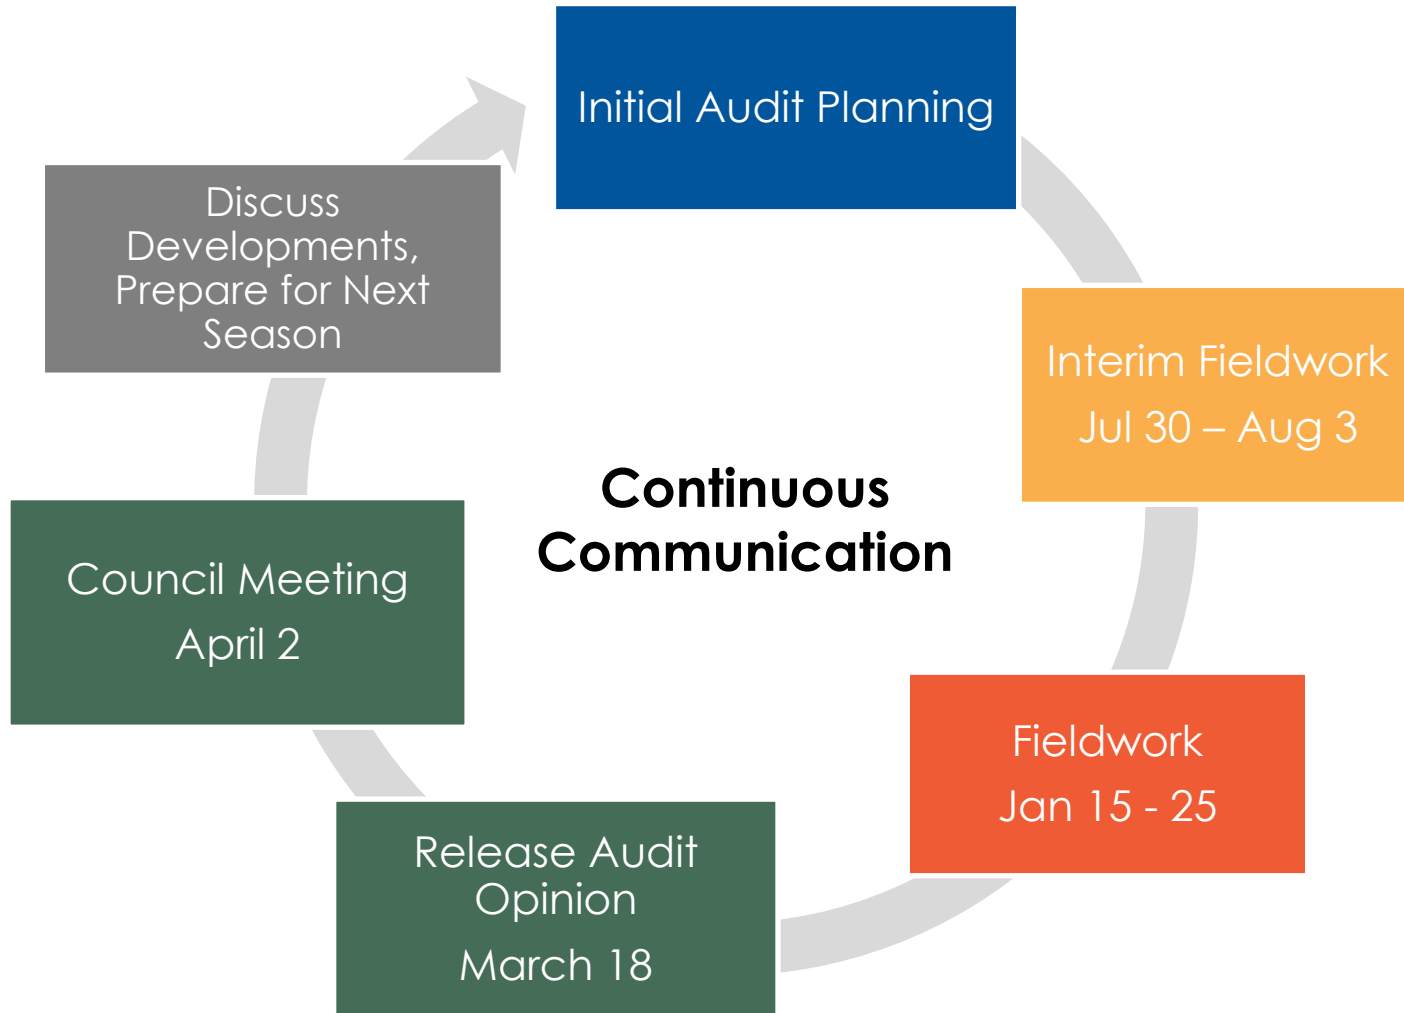 Initial Audit Planning
Interim Fieldwork
Jul 30 – Aug 3
Fieldwork
Jan 15 - 25
Release Audit
Opinion
March 18
Council Meeting
April 2
Discuss
Developments,
Prepare for Next
Season
Continuous
Communication